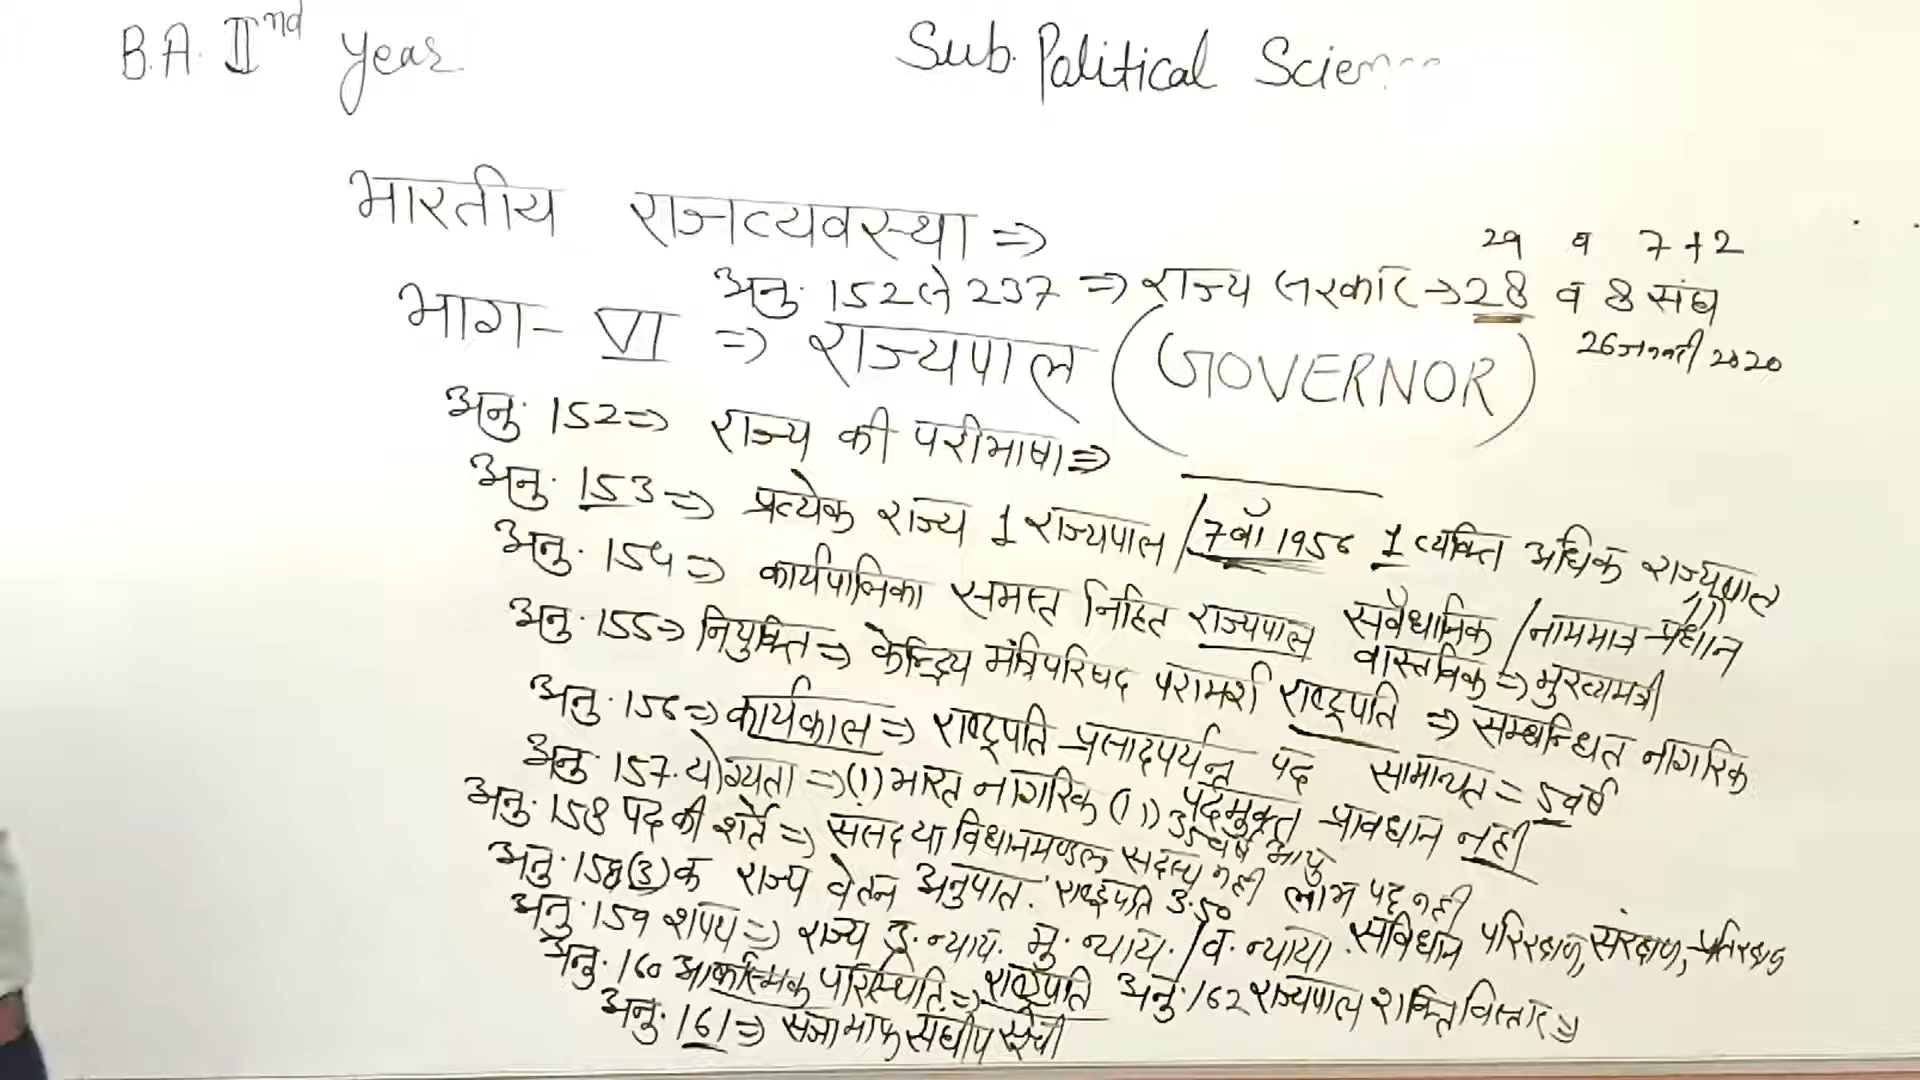 B.A. IInd year
Sub. Political Scien
भारतीय राजव्यवस्था ⇒
29 व 7+2
अनु. 152 से 237 ⇒ राज्य सरकार → 28 व 8 संघ
26 जनवरी 2020
भाग - VI ⇒ राज्यपाल (GOVERNOR)
अनु. 152 ⇒ राज्य की परीभाषा ⇒
अनु. 153 ⇒ प्रत्येक राज्य 1 राज्यपाल / 7वाँ 1956 1 व्यक्ति अधिक राज्यपाल
अनु. 154 ⇒ कार्यपालिका समस्त निहित राज्यपाल संवैधानिक / नाममात्र प्रधान
वास्तविक ⇒ मुख्यमंत्री
अनु. 155 ⇒ नियुक्ति ⇒ केन्द्रिय मंत्रिपरिषद परामर्श राष्ट्रपति ⇒ सम्बन्धित नागरिक
अनु. 156 ⇒ कार्यकाल ⇒ राष्ट्रपति प्रसादपर्यन्त पद सामान्यत = 5 वर्ष
पदमुक्त प्रावधान नही
अनु. 157. योग्यता ⇒ (1) भारत नागरिक (11) 35 वर्ष आयु
अनु. 158 पद की शर्ते ⇒ संसद या विधानमण्डल सदस्य नही लाभ पद नही
अनु. 158(3)क राज्य वेतन अनुपात. राष्ट्रपति 3.50
अनु. 159 शपथ ⇒ राज्य उ. न्याय. मु. न्याय. / व. न्याया. संविधान परिरक्षण, संरक्षण, प्रतिरक्षण
अनु. 160 आकस्मिक परिस्थिति ⇒ राष्ट्रपति अनु. 162 राज्यपाल शक्ति विस्तार ⇒
अनु. 161 ⇒ सजा माफ संघीय सूची